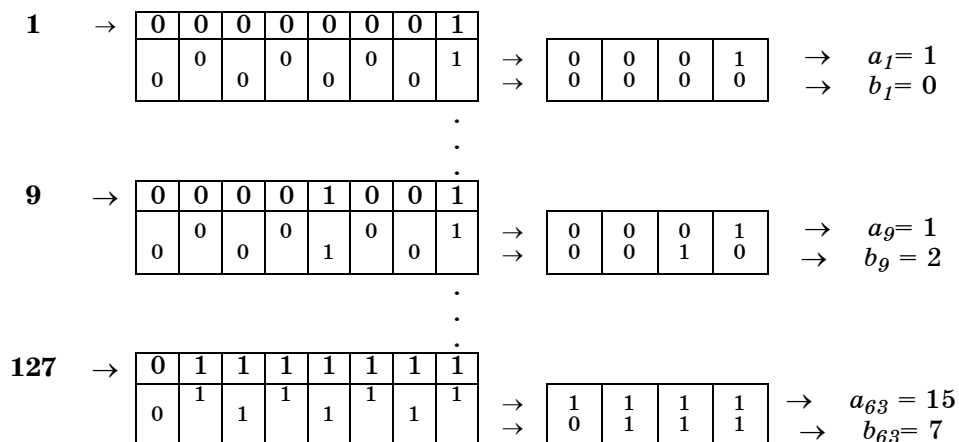 1 → 0 0 0 0 0 0 0 1
0 0 0 1 → 0 0 0 1 → a₁= 1
0 0 0 0 → 0 0 0 0 → b₁= 0
.
.
.
9 → 0 0 0 0 1 0 0 1
0 0 0 1 → 0 0 0 1 → a₉= 1
0 0 1 0 → 0 0 1 0 → b₉ = 2
.
.
.
127 → 0 1 1 1 1 1 1 1
1 1 1 1 → 1 1 1 1 → a₆₃ = 15
0 1 1 1 → 0 1 1 1 → b₆₃= 7